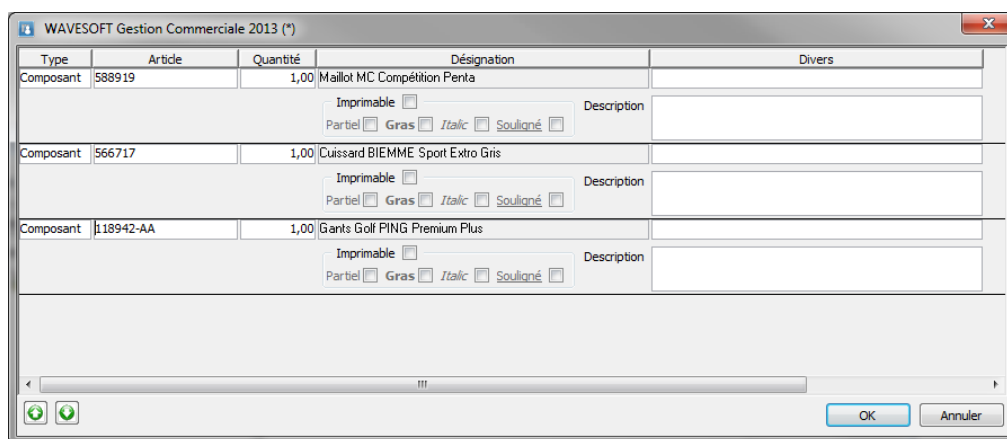 WAVESOFT Gestion Commerciale 2013 (*)
Type Article Quantité Désignation Divers
Composant 588919 1,00 Maillot MC Compétition Penta
Imprimable Description
Partiel Gras Italic Souligné
Composant 566717 1,00 Cuissard BIEMME Sport Extro Gris
Imprimable Description
Partiel Gras Italic Souligné
Composant 118942-AA 1,00 Gants Golf PING Premium Plus
Imprimable Description
Partiel Gras Italic Souligné
OK Annuler